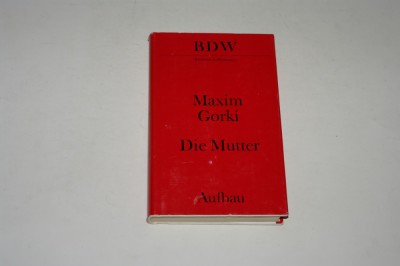 BDW
Maxim
Gorki
Die Mutter
Aufbau